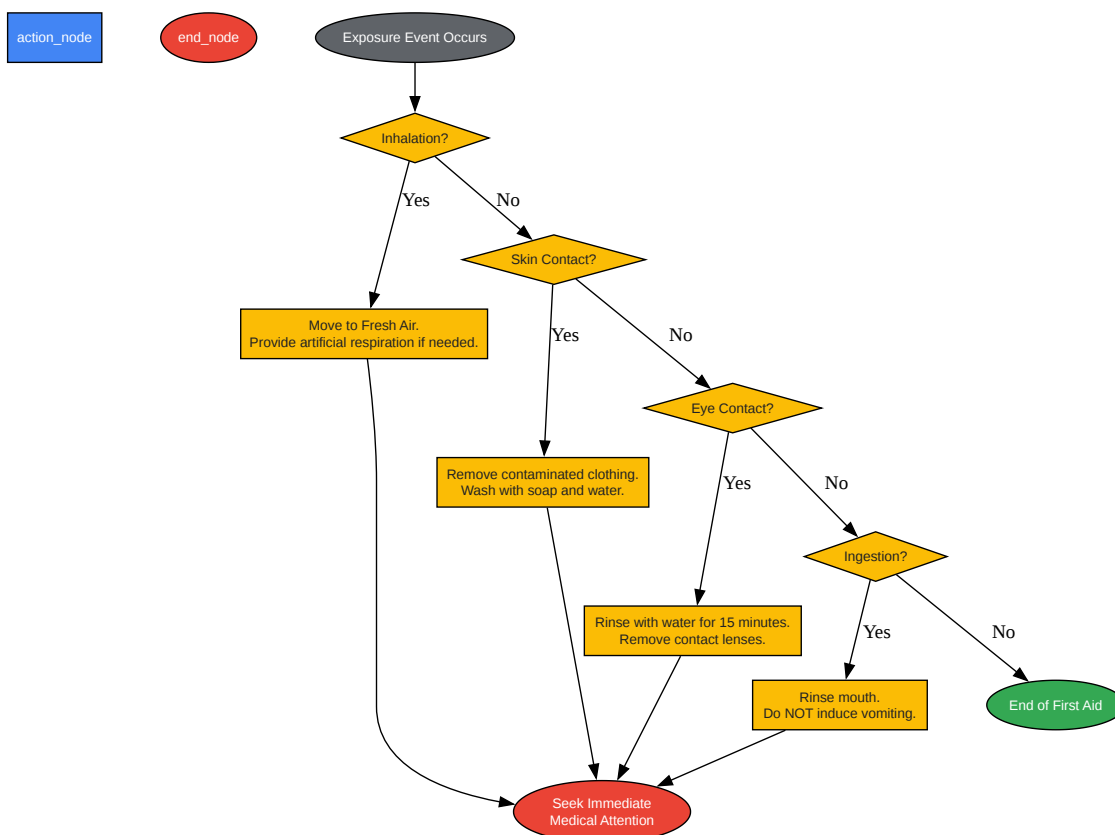 action_node
end_node
Exposure Event Occurs
Inhalation?
Yes
No
Skin Contact?
Move to Fresh Air.
Provide artificial respiration if needed.
Yes
No
Eye Contact?
Remove contaminated clothing.
Wash with soap and water.
Yes
No
Ingestion?
Rinse with water for 15 minutes.
Remove contact lenses.
Yes
No
Rinse mouth.
Do NOT induce vomiting.
End of First Aid
Seek Immediate
Medical Attention